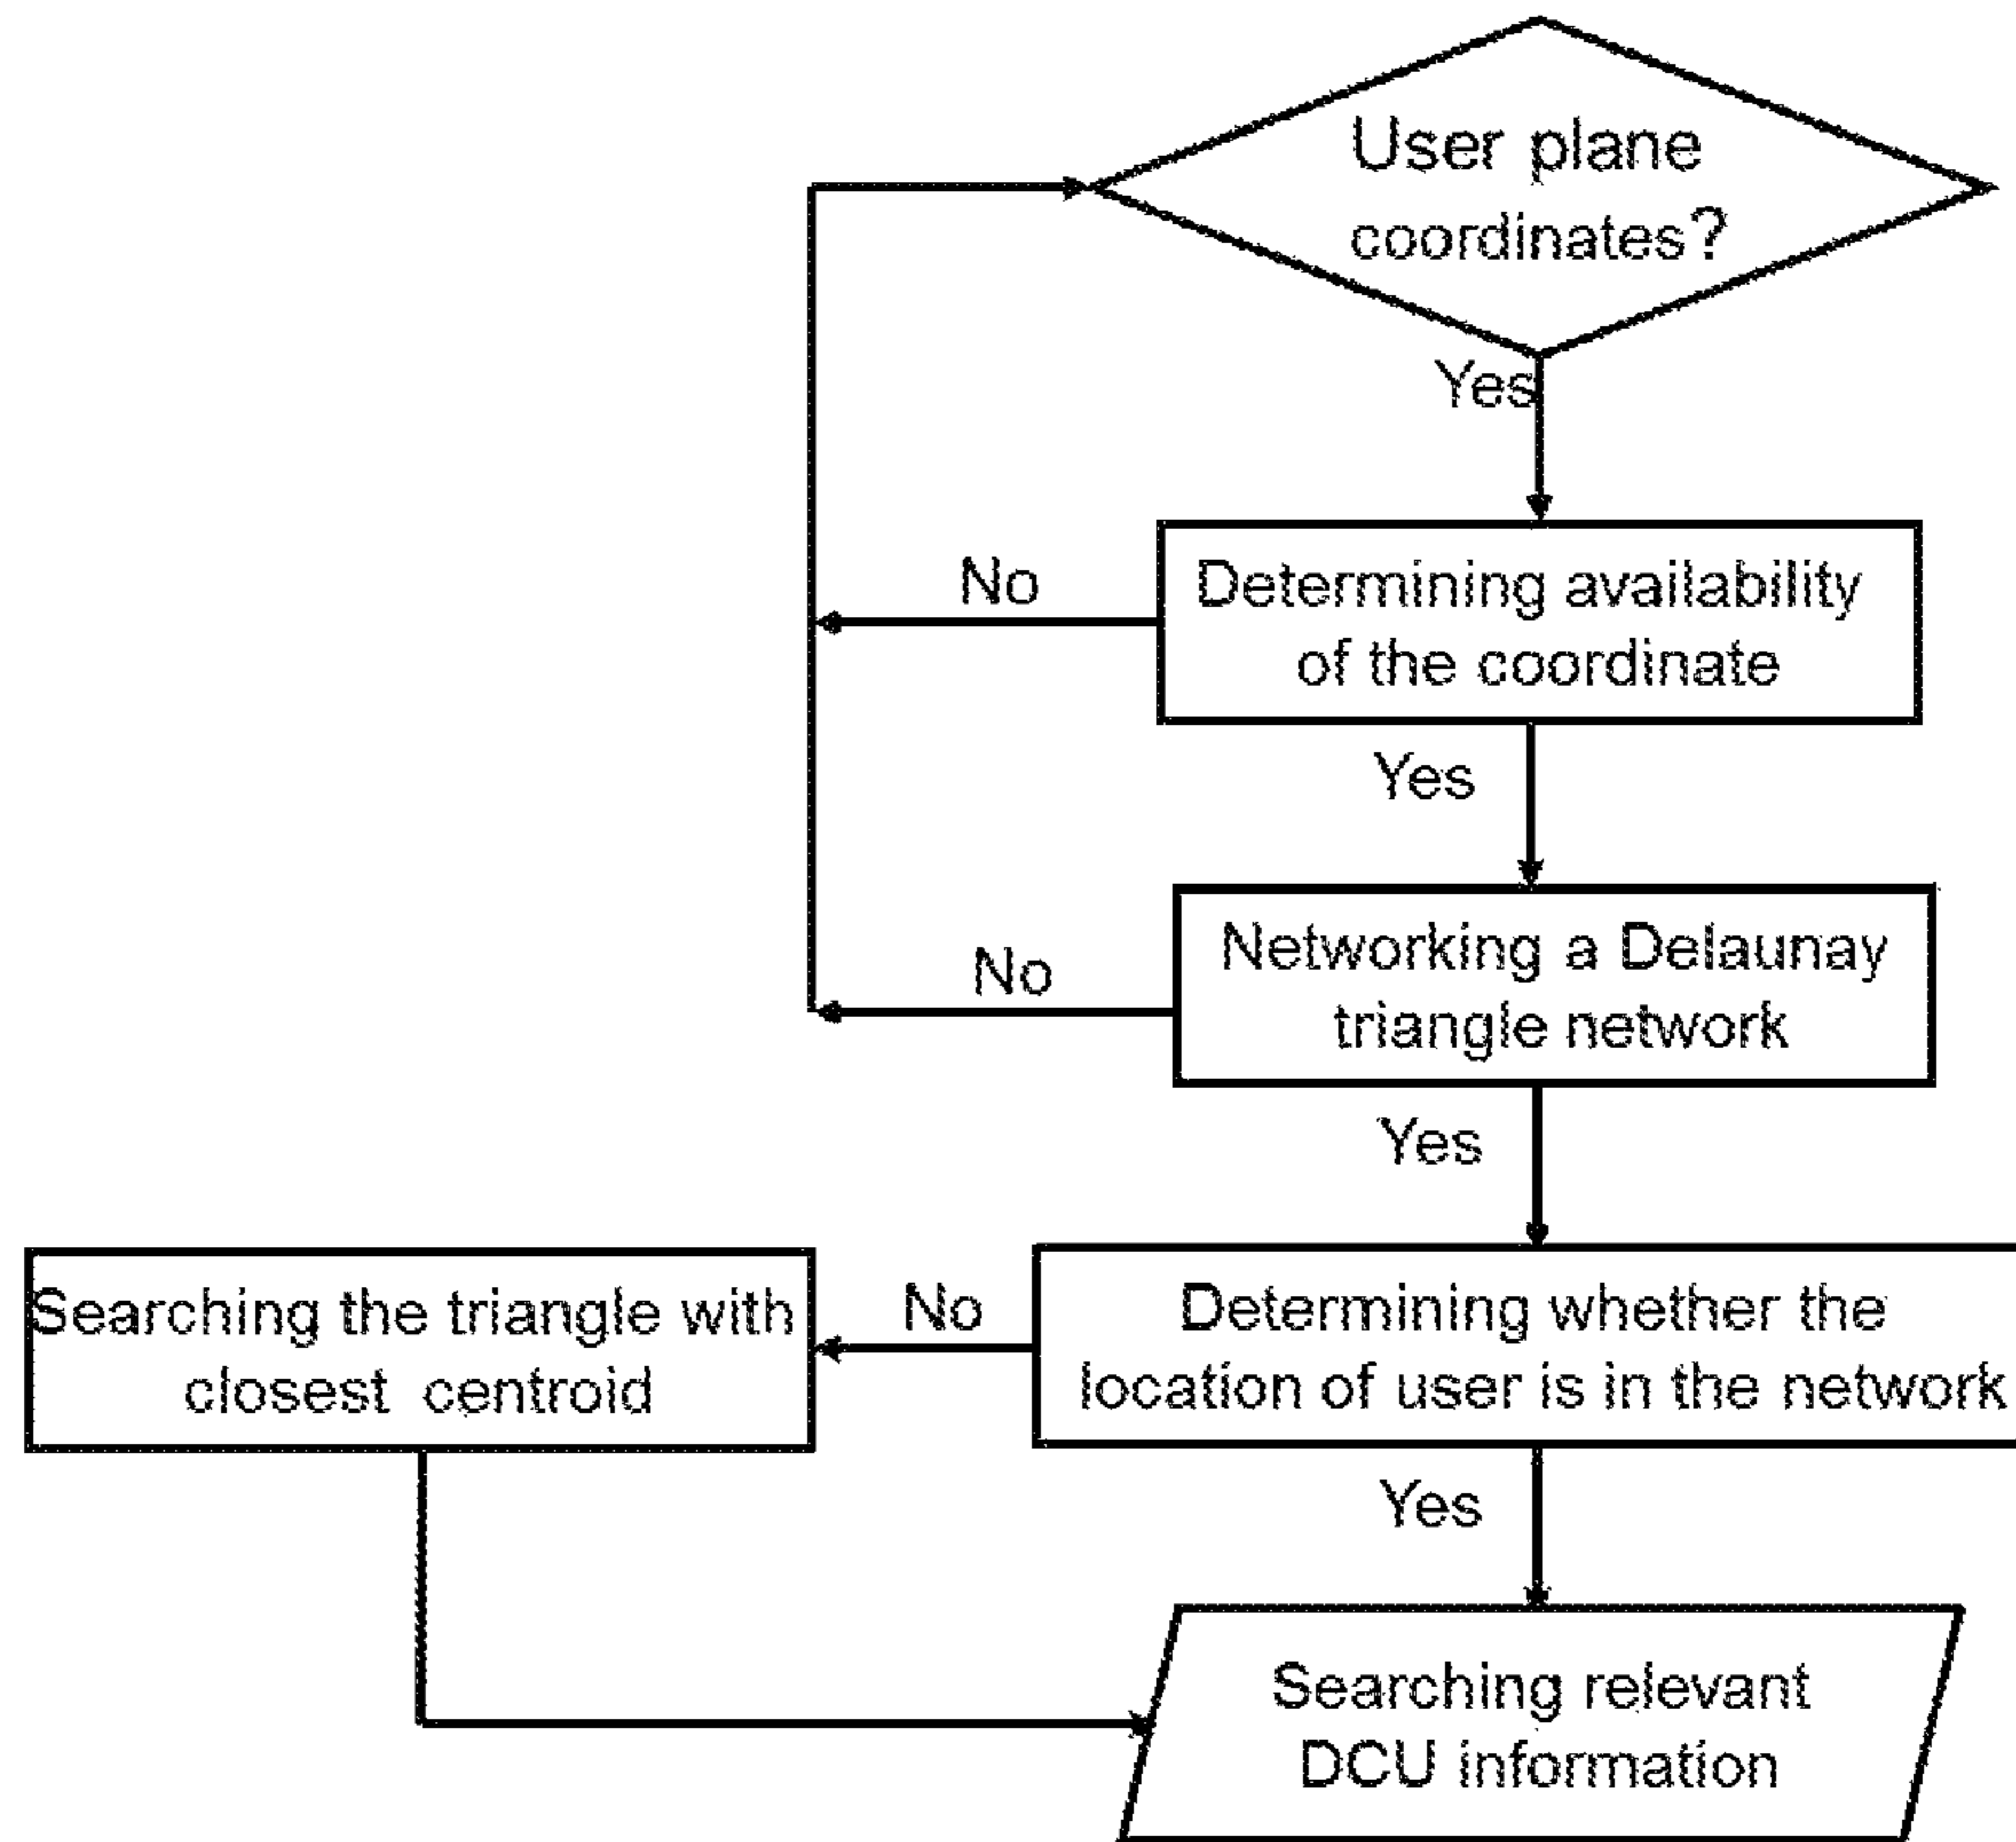 User plane
coordinates?
Yes
No
Determining availability
of the coordinate
Yes
No
Networking a Delaunay
triangle network
Yes
Searching the triangle with
closest centroid
No
Determining whether the
location of user is in the network
Yes
Searching relevant
DCU information